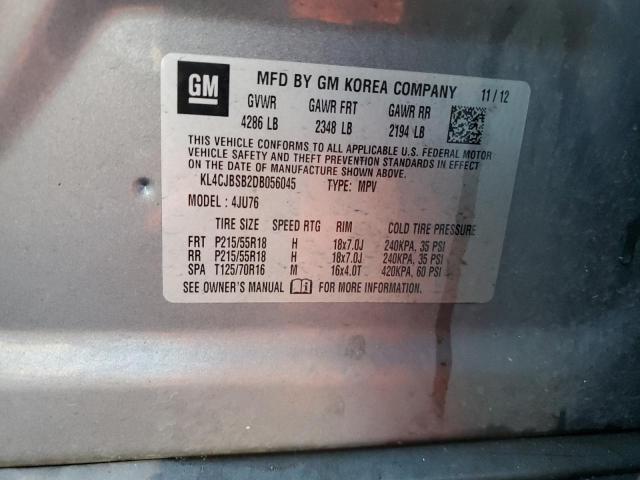 GM MFD BY GM KOREA COMPANY 11/12
GVWR GAWR FRT GAWR RR
4286 LB 2348 LB 2194 LB
THIS VEHICLE CONFORMS TO ALL APPLICABLE U.S. FEDERAL MOTOR
VEHICLE SAFETY AND THEFT PREVENTION STANDARDS IN EFFECT
ON THE DATE OF MANUFACTURE SHOWN ABOVE.
KL4CJBSB2DB056045 TYPE: MPV
MODEL : 4JU76
TIRE SIZE SPEED RTG RIM COLD TIRE PRESSURE
FRT P215/55R18 H 18x7.0J 240KPA, 35 PSI
RR P215/55R18 H 18x7.0J 240KPA, 35 PSI
SPA T125/70R16 M 16x4.0T 420KPA, 60 PSI
SEE OWNER'S MANUAL FOR MORE INFORMATION.